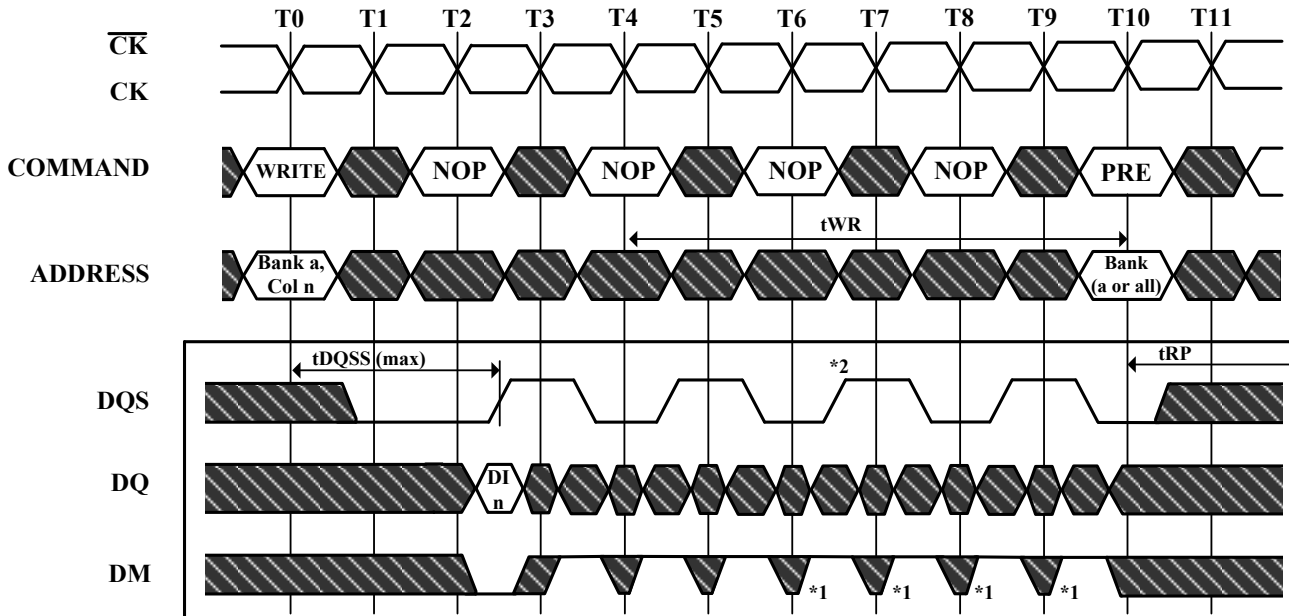 T0 T1 T2 T3 T4 T5 T6 T7 T8 T9 T10 T11
CK
CK
COMMAND WRITE NOP NOP NOP NOP PRE
tWR
ADDRESS Bank a, Col n Bank (a or all)
tDQSS (max) *2 tRP
DQS
DQ DI n
DM *1 *1 *1 *1